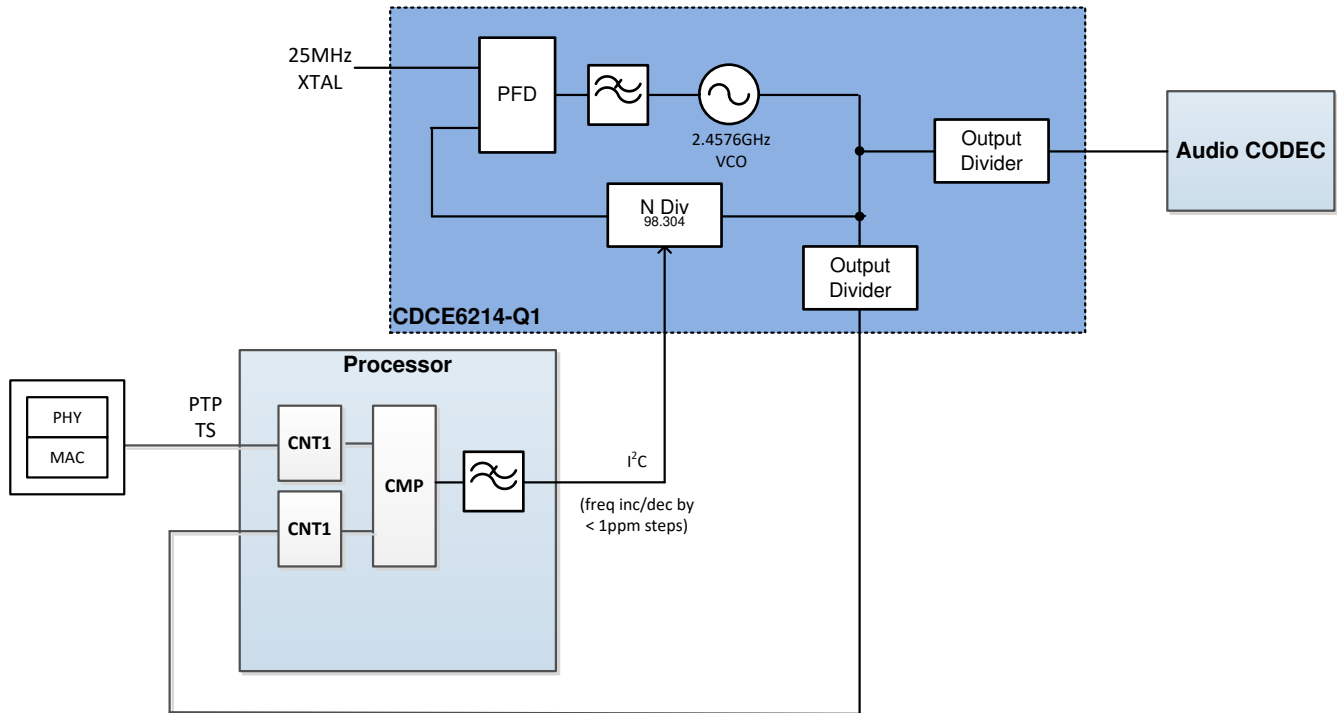 25MHz
XTAL
PFD
2.4576GHz
VCO
N Div
98.304
Output
Divider
Output
Divider
Audio CODEC
CDCE6214-Q1
Processor
PHY
MAC
PTP
TS
CNT1
CNT1
CMP
I²C
(freq inc/dec by
< 1ppm steps)